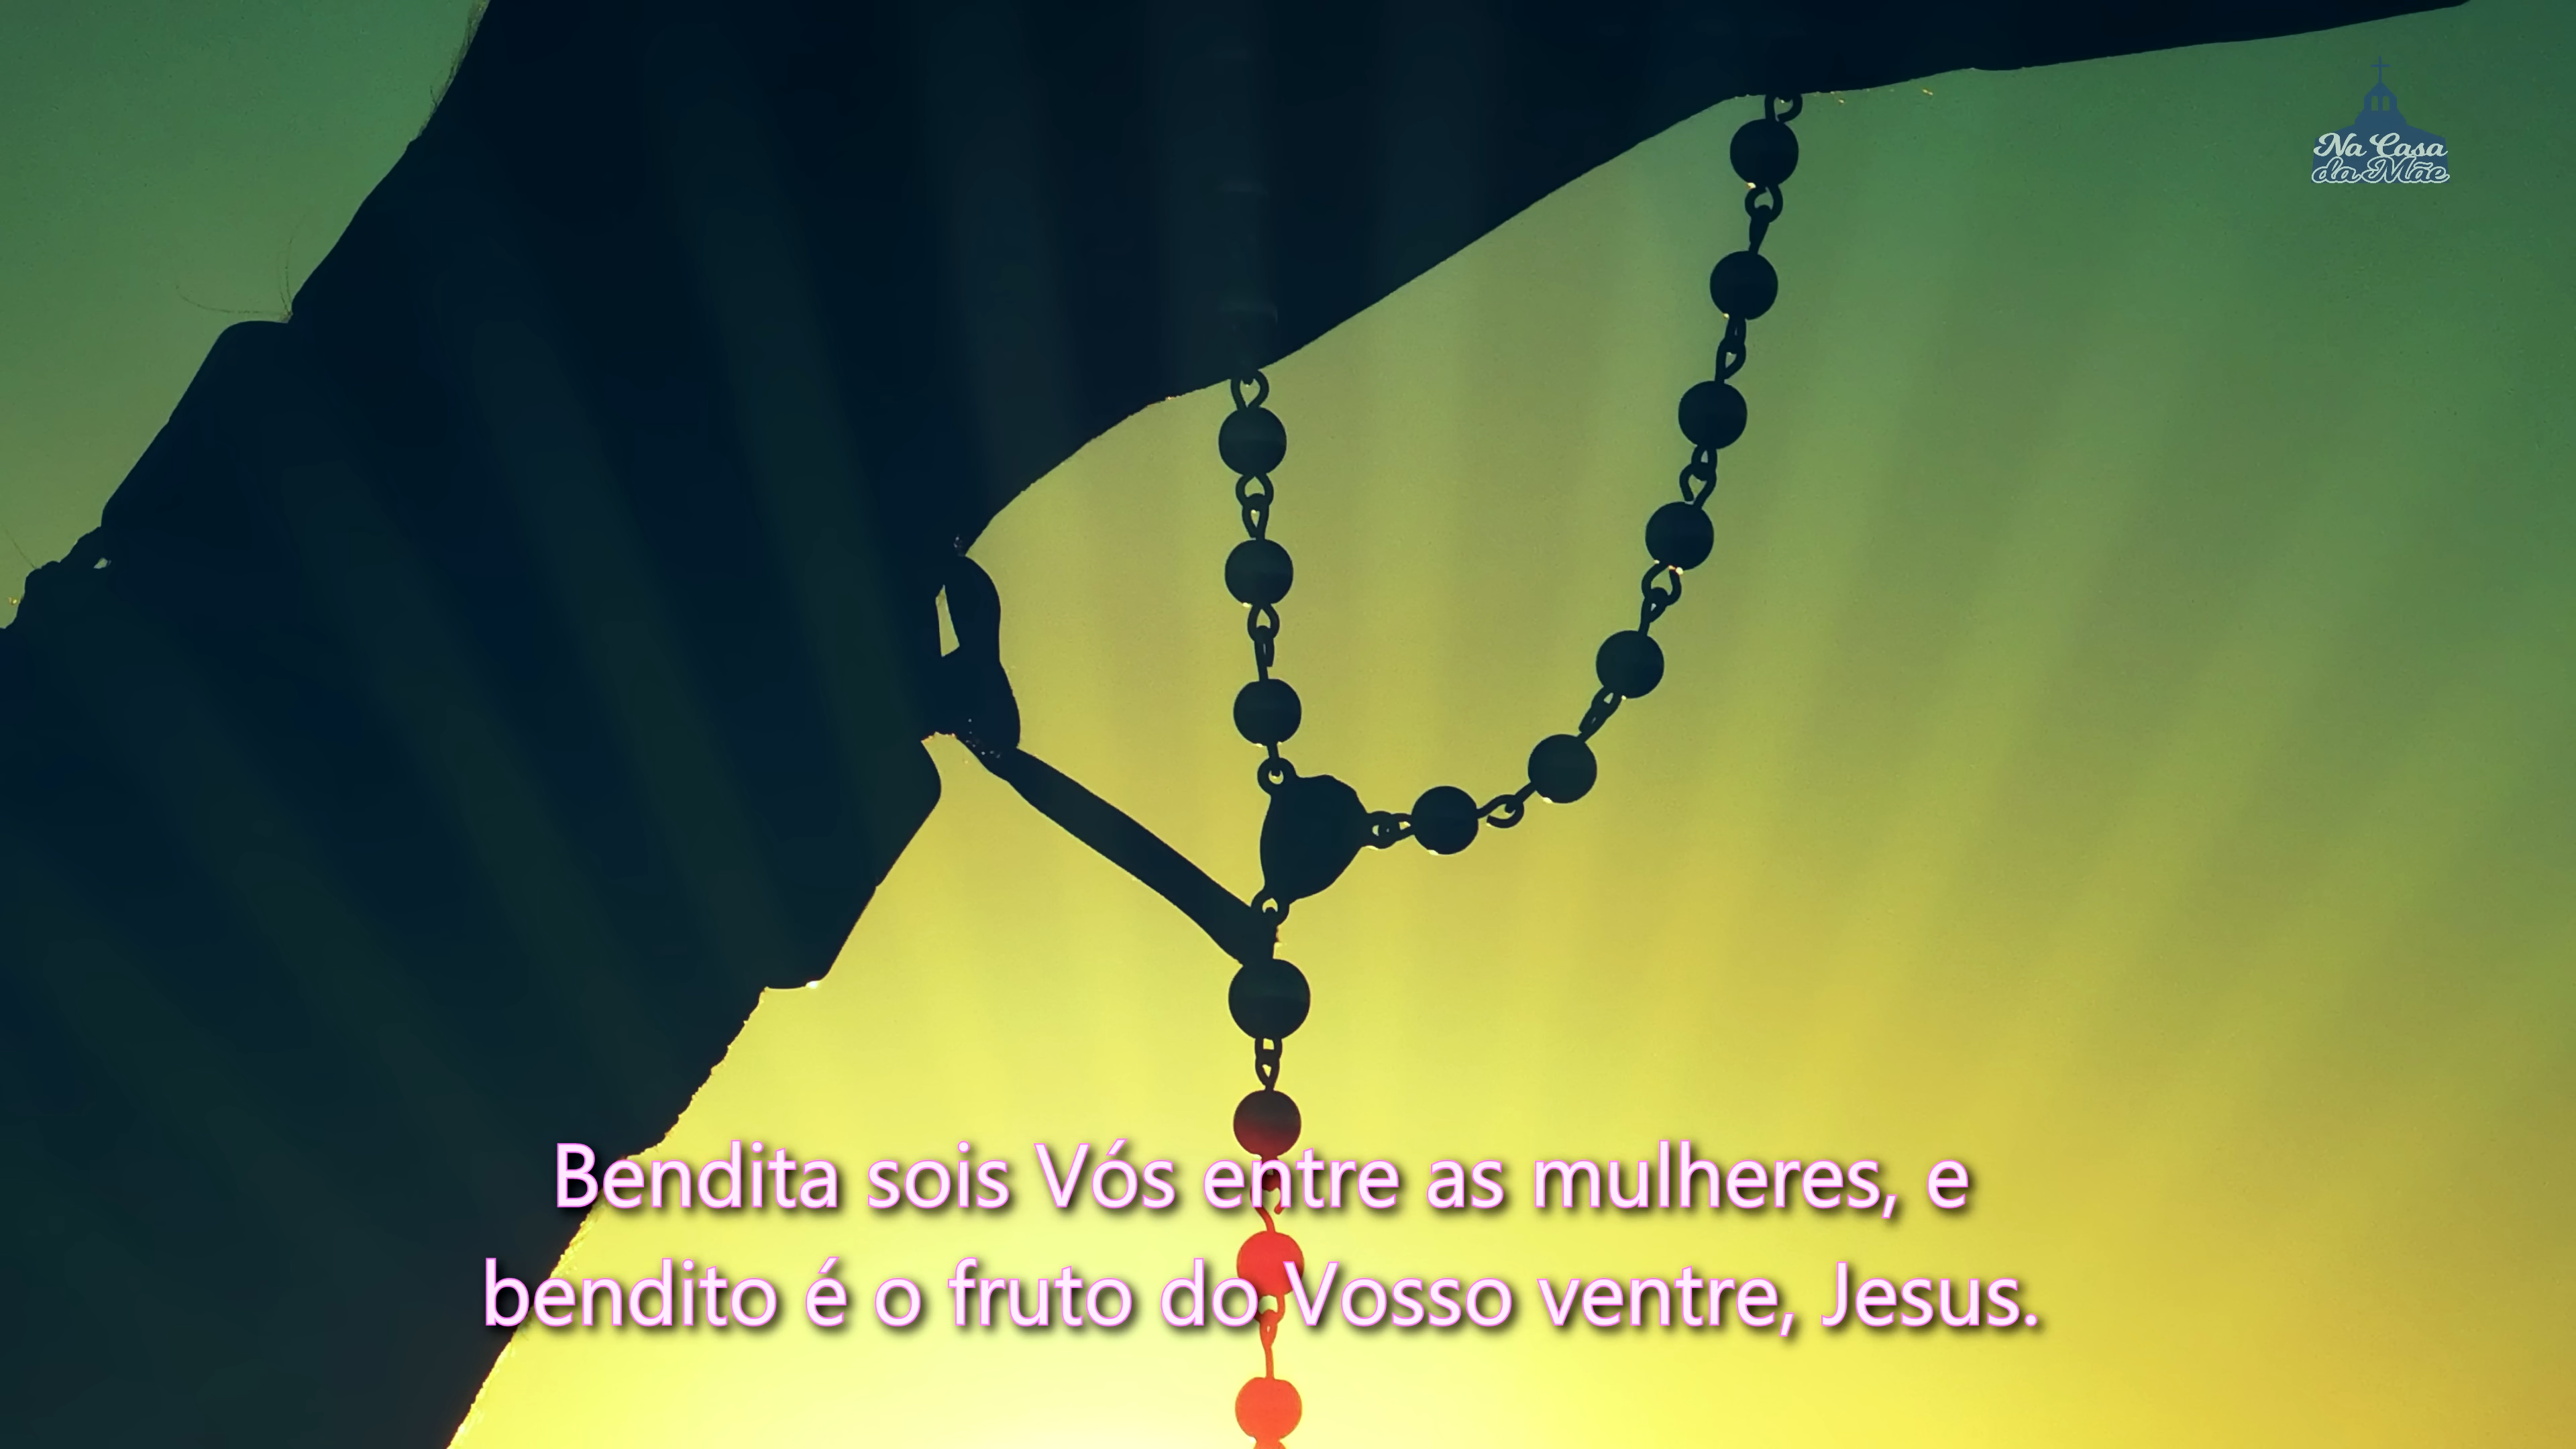 Na Casa
da Mãe
Bendita sois Vós entre as mulheres, e
bendito é o fruto do Vosso ventre, Jesus.